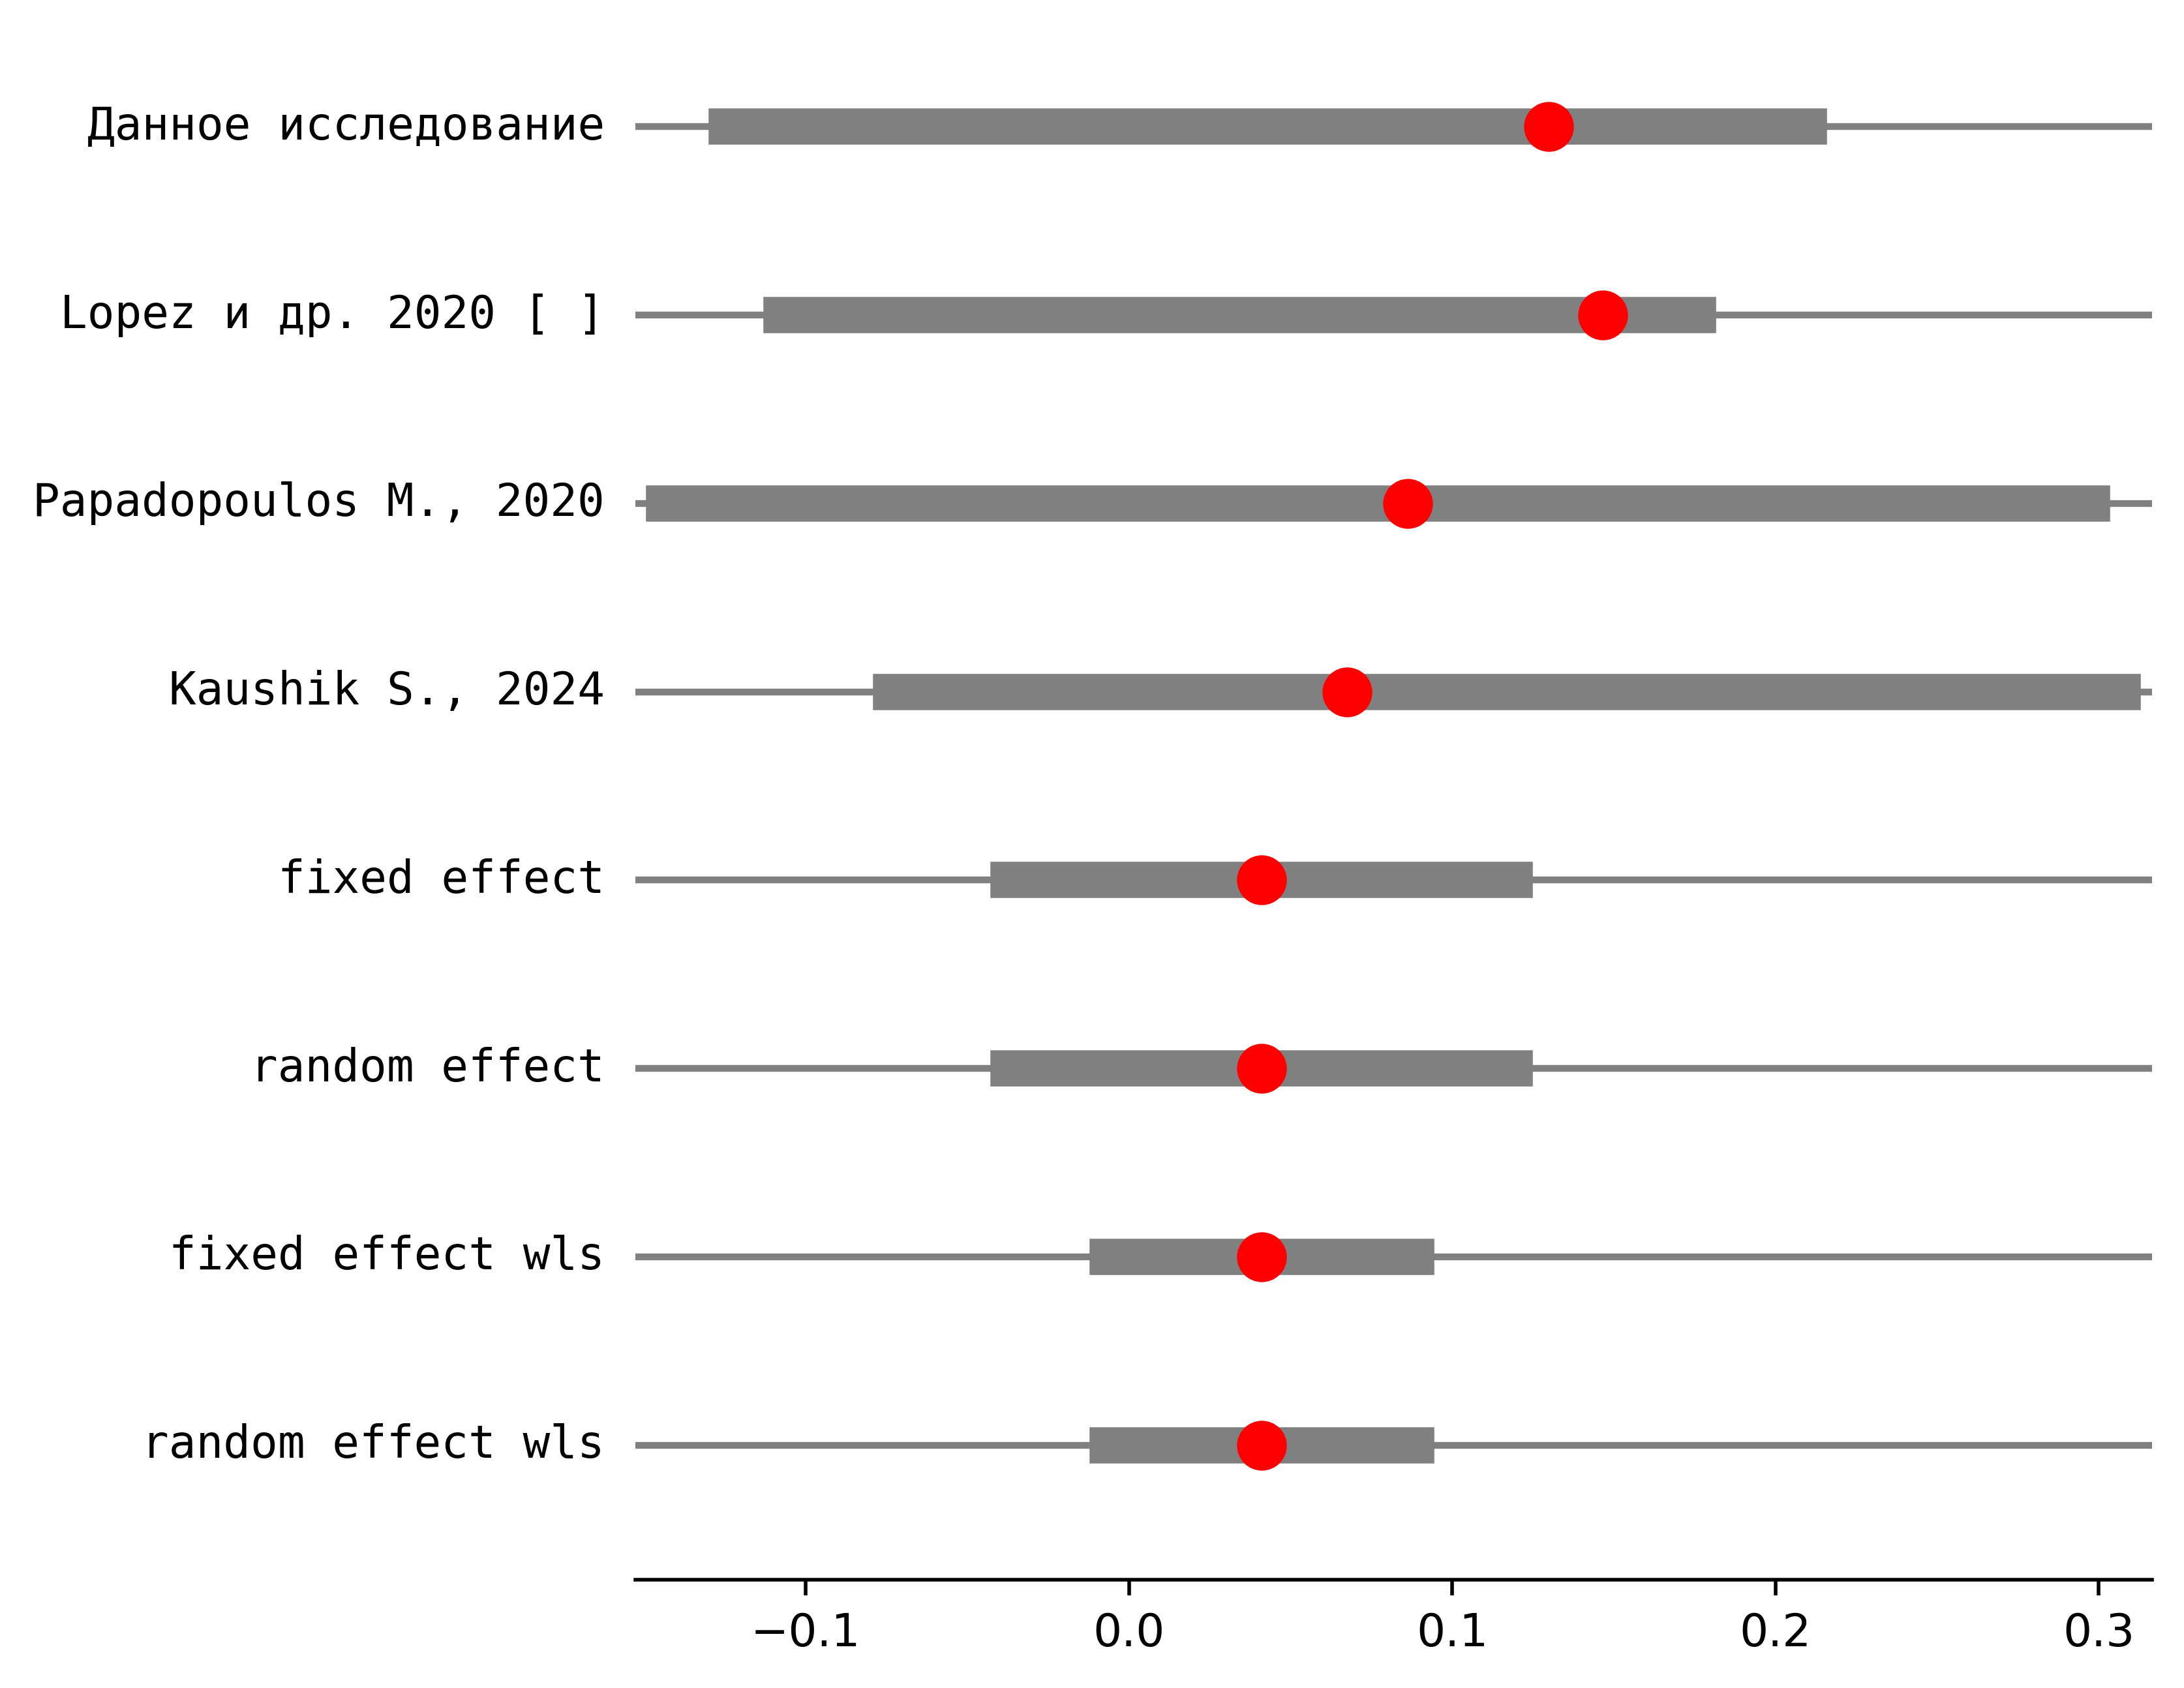 Данное исследование
Lopez и др. 2020 [ ]
Papadopoulos M., 2020
Kaushik S., 2024
fixed effect
random effect
fixed effect wls
random effect wls
−0.1 0.0 0.1 0.2 0.3